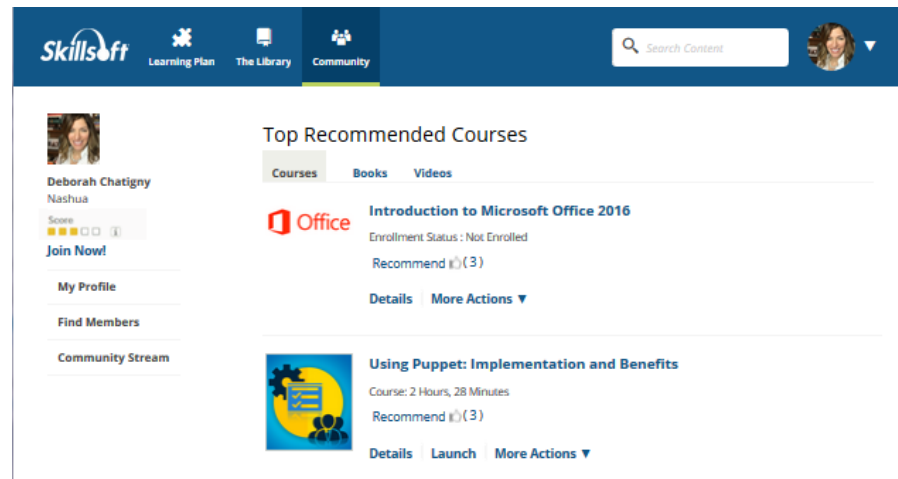 Skillsoft
Learning Plan
The Library
Community
Search Content
Deborah Chatigny
Nashua
Score
Join Now!
My Profile
Find Members
Community Stream
Top Recommended Courses
Courses Books Videos
Office
Introduction to Microsoft Office 2016
Enrollment Status : Not Enrolled
Recommend (3)
Details More Actions ▼
Using Puppet: Implementation and Benefits
Course: 2 Hours, 28 Minutes
Recommend (3)
Details Launch More Actions ▼